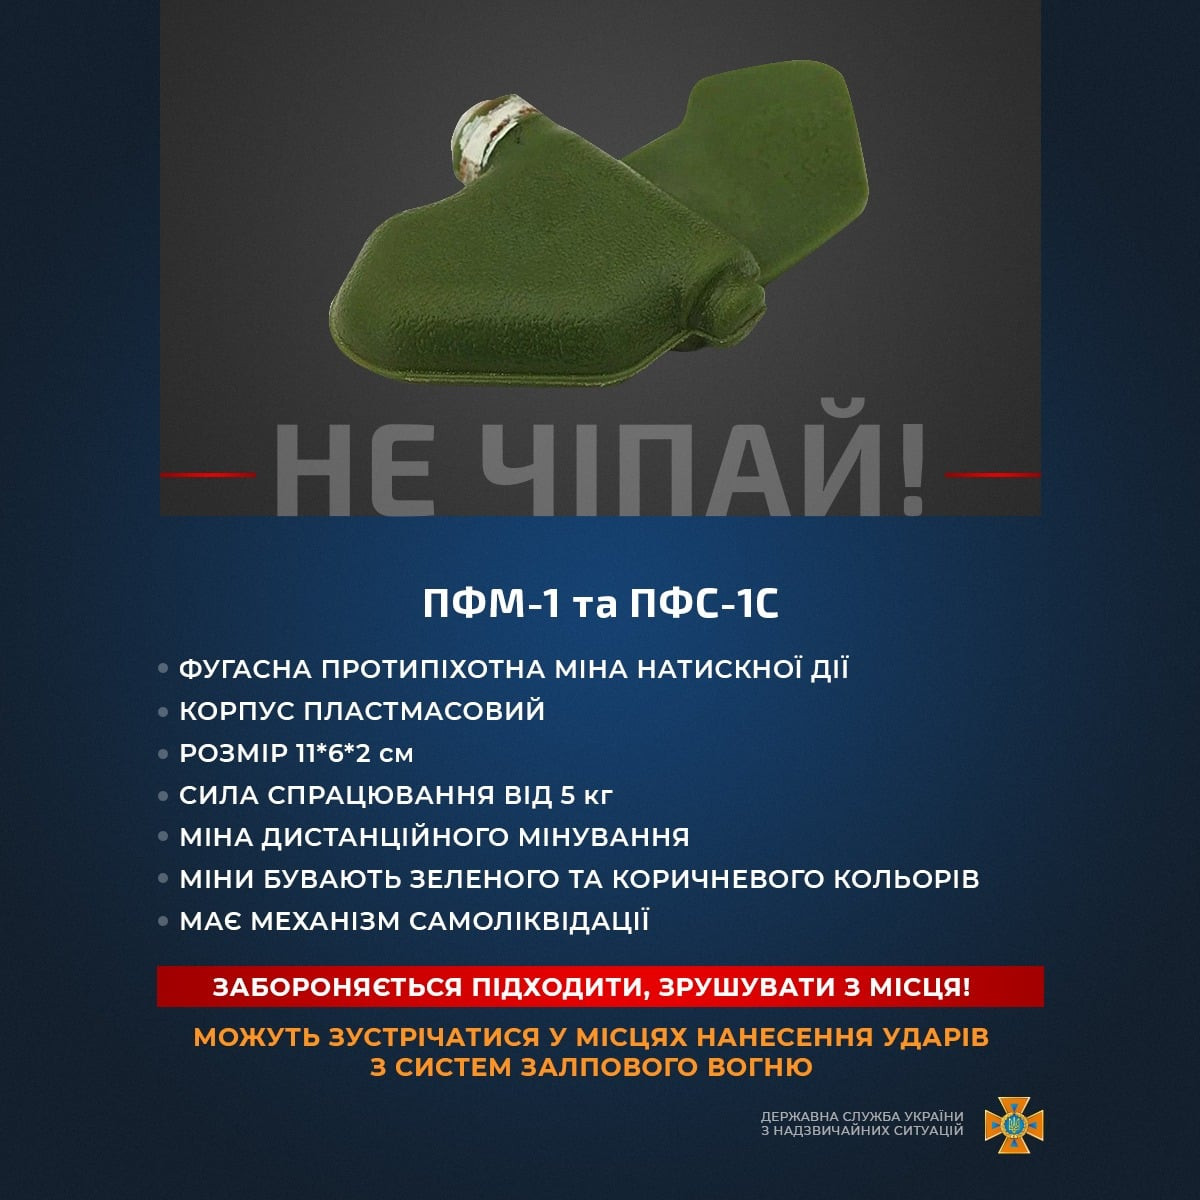 НЕ ЧІПАЙ!
ПФМ-1 та ПФС-1С
ФУГАСНА ПРОТИПІХОТНА МІНА НАТИСКНОЇ ДІЇ
КОРПУС ПЛАСТМАСОВИЙ
РОЗМІР 11*6*2 см
СИЛА СПРАЦЮВАННЯ ВІД 5 кг
МІНА ДИСТАНЦІЙНОГО МІНУВАННЯ
МІНИ БУВАЮТЬ ЗЕЛЕНОГО ТА КОРИЧНЕВОГО КОЛЬОРІВ
МАЄ МЕХАНІЗМ САМОЛІКВІДАЦІЇ
ЗАБОРОНЯЄТЬСЯ ПІДХОДИТИ, ЗРУШУВАТИ З МІСЦЯ!
МОЖУТЬ ЗУСТРІЧАТИСЯ У МІСЦЯХ НАНЕСЕННЯ УДАРІВ
З СИСТЕМ ЗАЛПОВОГО ВОГНЮ
ДЕРЖАВНА СЛУЖБА УКРАЇНИ
З НАДЗВИЧАЙНИХ СИТУАЦІЙ